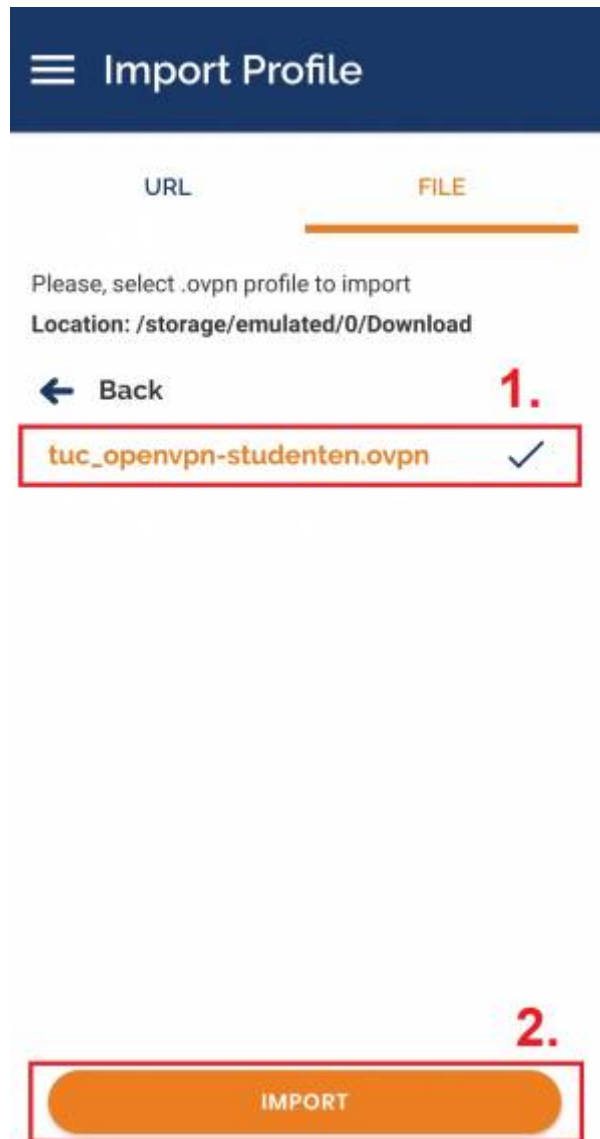 Import Profile
URL FILE
Please, select .ovpn profile to import
Location: /storage/emulated/0/Download
Back 1.
tuc_openvpn-studenten.ovpn
2.
IMPORT